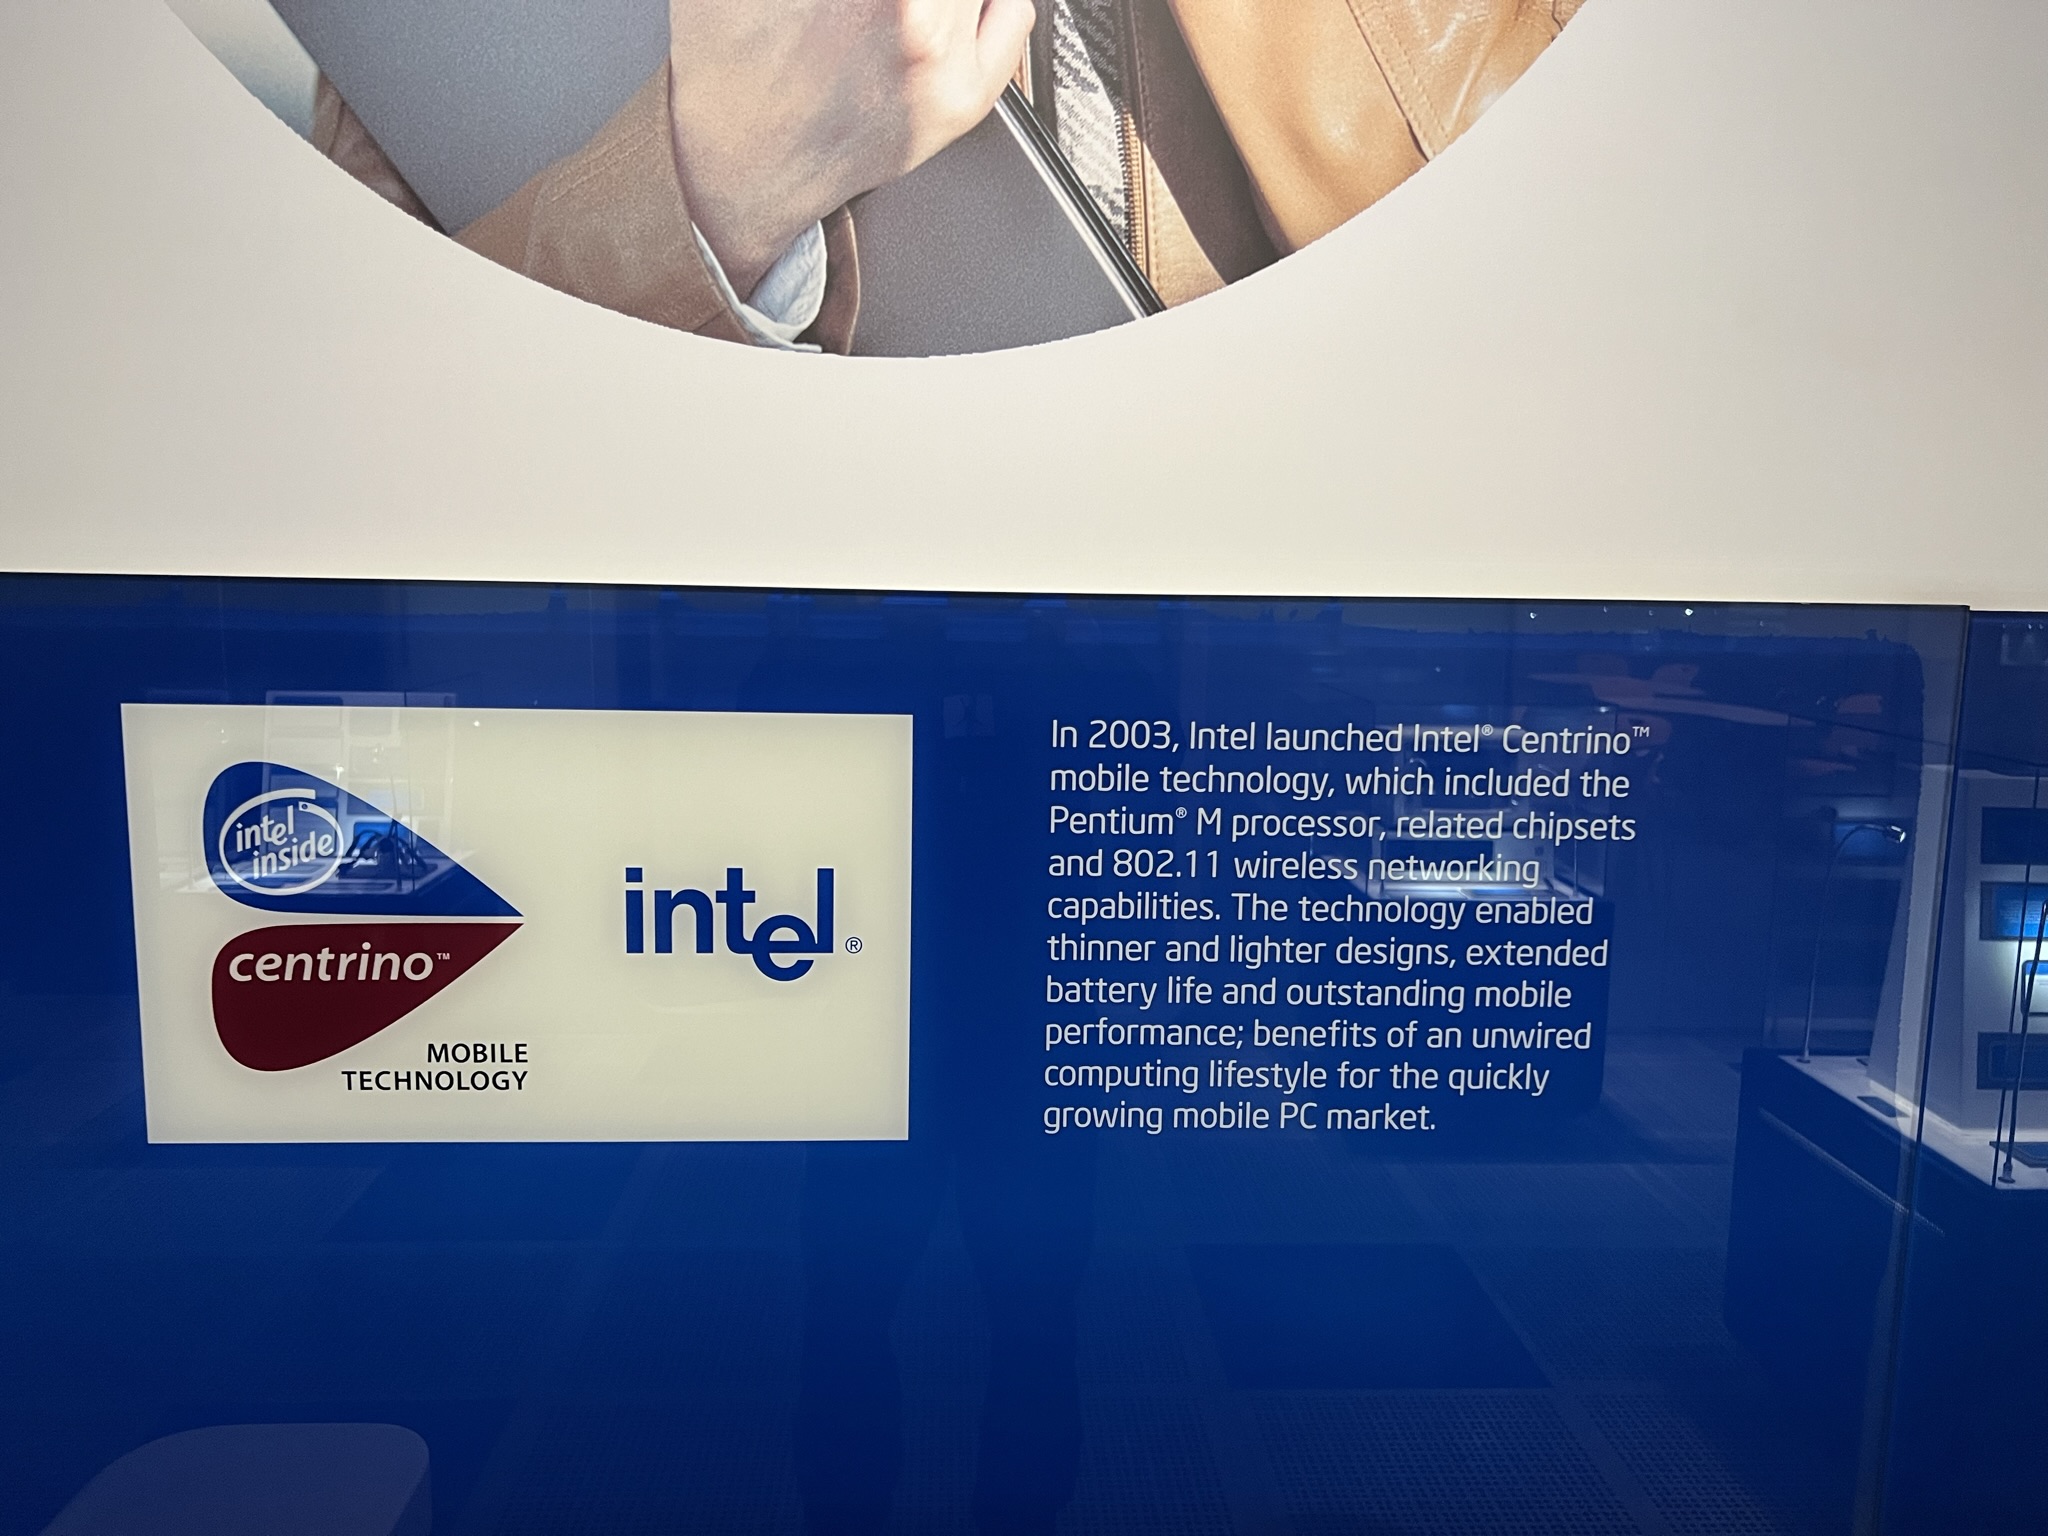 intel®
inside
centrino™
MOBILE
TECHNOLOGY
intel®
In 2003, Intel launched Intel® Centrino™
mobile technology, which included the
Pentium® M processor, related chipsets
and 802.11 wireless networking
capabilities. The technology enabled
thinner and lighter designs, extended
battery life and outstanding mobile
performance; benefits of an unwired
computing lifestyle for the quickly
growing mobile PC market.